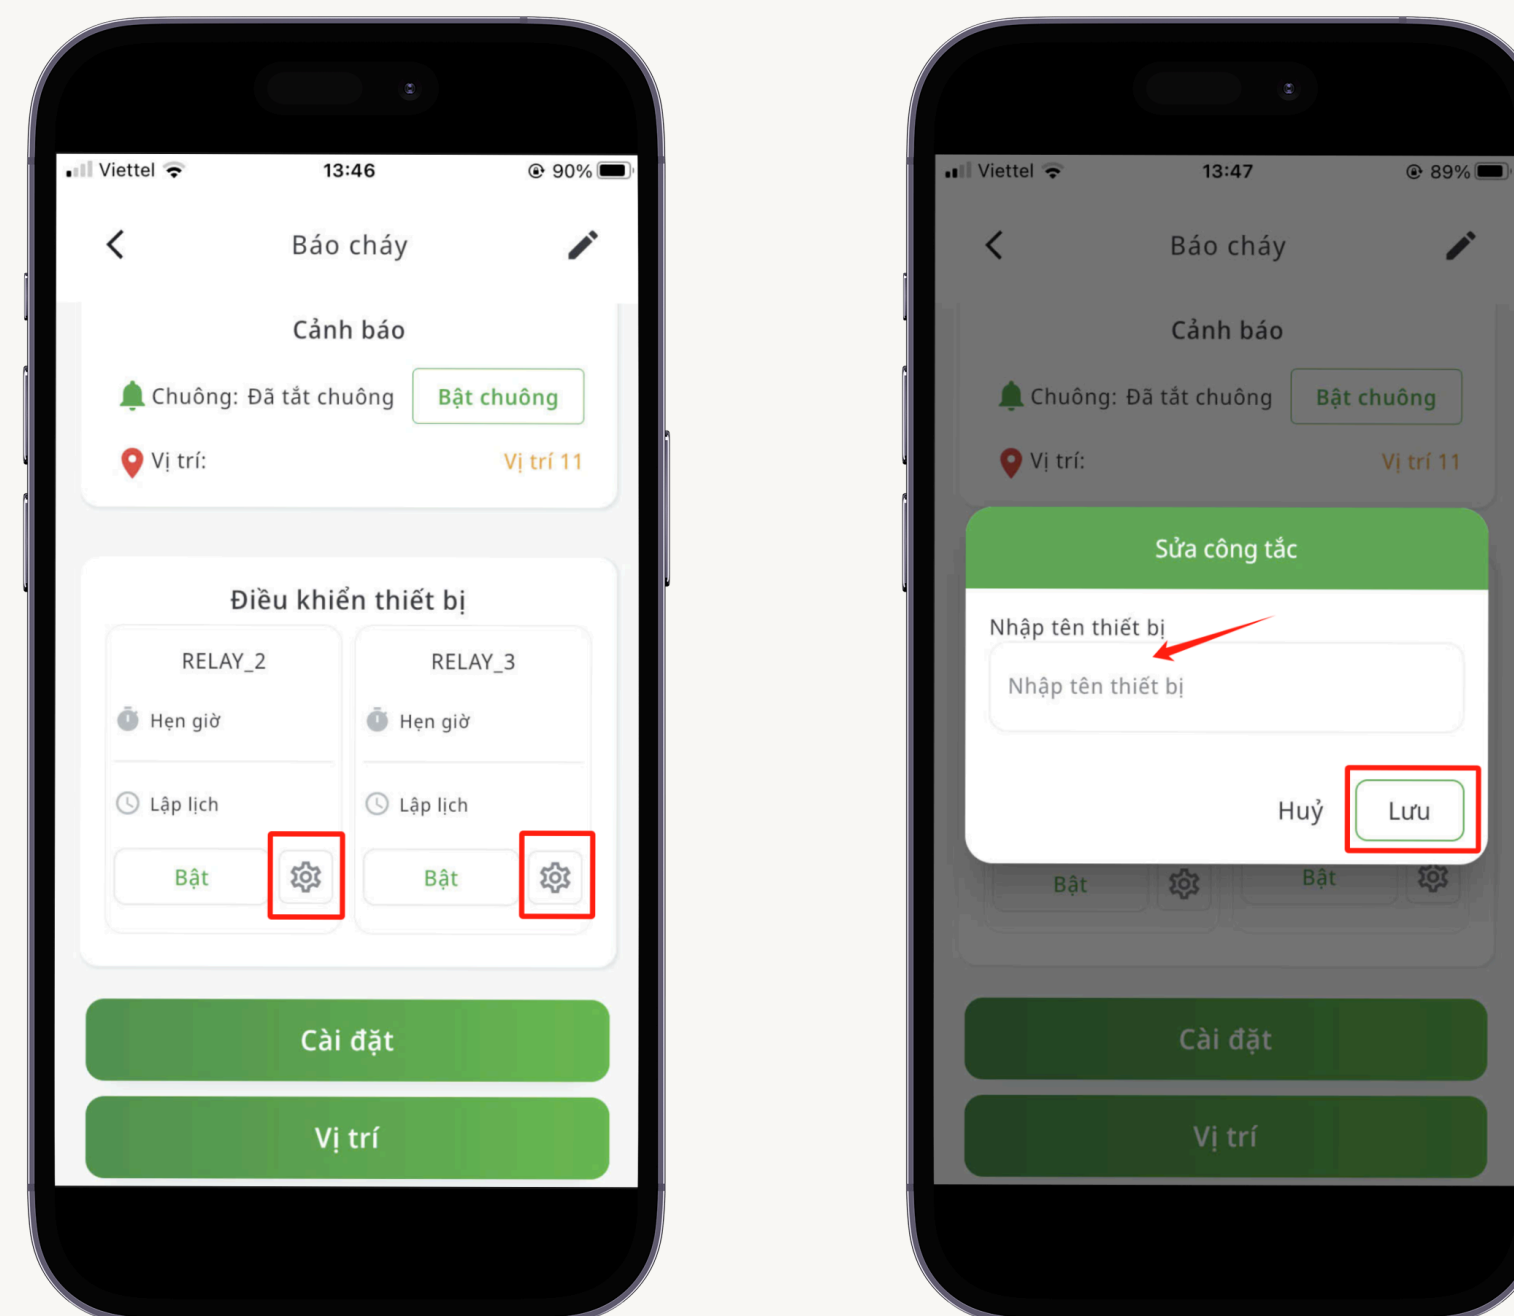 Viettel 13:46 90%
Báo cháy
Cảnh báo
Chuông: Đã tắt chuông Bật chuông
Vị trí: Vị trí 11
Điều khiển thiết bị
RELAY_2 RELAY_3
Hẹn giờ Hẹn giờ
Lập lịch Lập lịch
Bật Bật
Cài đặt
Vị trí
Viettel 13:47 89%
Báo cháy
Cảnh báo
Chuông: Đã tắt chuông Bật chuông
Vị trí: Vị trí 11
Sửa công tắc
Nhập tên thiết bị
Nhập tên thiết bị
Huỷ Lưu
Bật Bật
Cài đặt
Vị trí